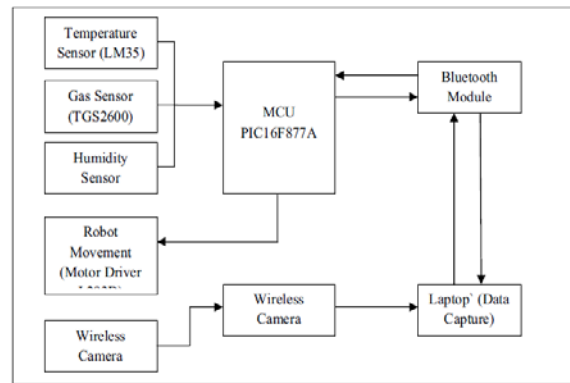 Temperature
Sensor (LM35)
Gas Sensor
(TGS2600)
Humidity
Sensor
Robot
Movement
(Motor Driver
Wireless
Camera
MCU
PIC16F877A
Wireless
Camera
Bluetooth
Module
Laptop` (Data
Capture)